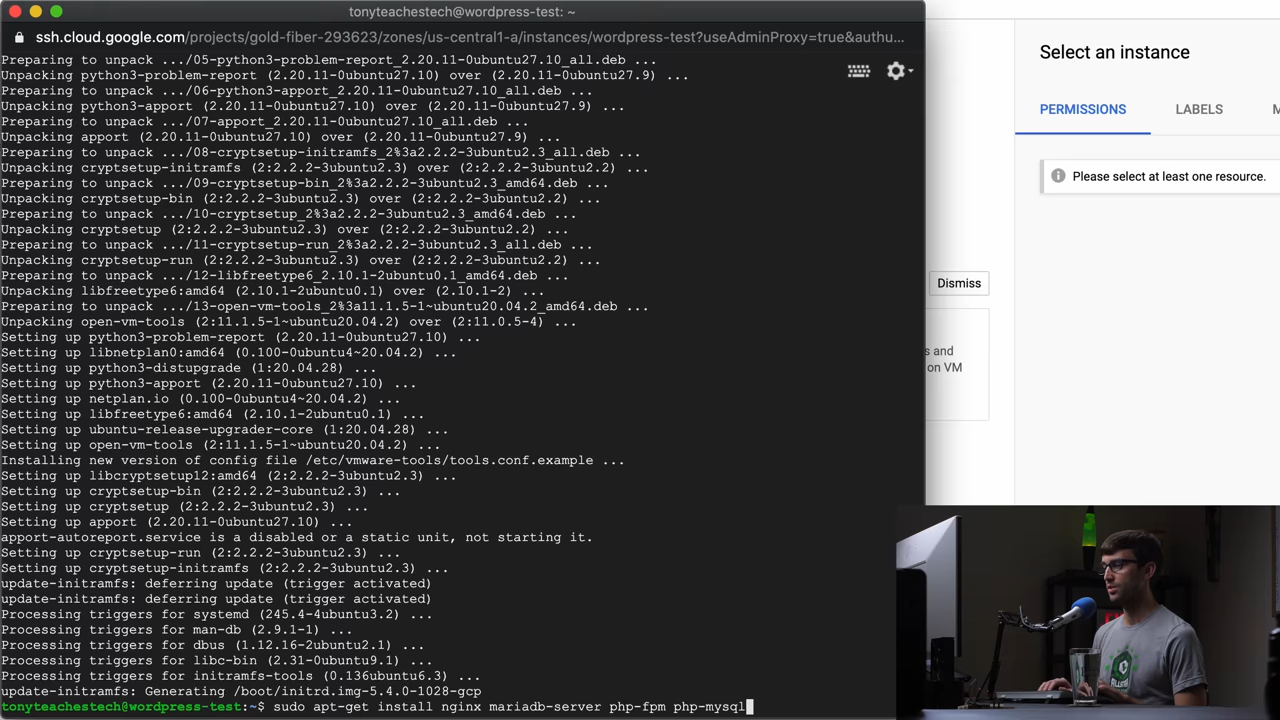 tonyteachestech@wordpress-test: ~
ssh.cloud.google.com/projects/gold-fiber-293623/zones/us-central1-a/instances/wordpress-test?useAdminProxy=true&authu...
Preparing to unpack .../05-python3-problem-report_2.20.11-0ubuntu27.10_all.deb ...
Unpacking python3-problem-report (2.20.11-0ubuntu27.10) over (2.20.11-0ubuntu27.9) ...
Preparing to unpack .../06-python3-apport_2.20.11-0ubuntu27.10_all.deb ...
Unpacking python3-apport (2.20.11-0ubuntu27.10) over (2.20.11-0ubuntu27.9) ...
Preparing to unpack .../07-apport_2.20.11-0ubuntu27.10_all.deb ...
Unpacking apport (2.20.11-0ubuntu27.10) over (2.20.11-0ubuntu27.9) ...
Preparing to unpack .../08-cryptsetup-initramfs_2%3a2.2.2-3ubuntu2.3_all.deb ...
Unpacking cryptsetup-initramfs (2:2.2.2-3ubuntu2.3) over (2:2.2.2-3ubuntu2.2) ...
Preparing to unpack .../09-cryptsetup-bin_2%3a2.2.2-3ubuntu2.3_amd64.deb ...
Unpacking cryptsetup-bin (2:2.2.2-3ubuntu2.3) over (2:2.2.2-3ubuntu2.2) ...
Preparing to unpack .../10-cryptsetup_2%3a2.2.2-3ubuntu2.3_amd64.deb ...
Unpacking cryptsetup (2:2.2.2-3ubuntu2.3) over (2:2.2.2-3ubuntu2.2) ...
Preparing to unpack .../11-cryptsetup-run_2%3a2.2.2-3ubuntu2.3_all.deb ...
Unpacking cryptsetup-run (2:2.2.2-3ubuntu2.3) over (2:2.2.2-3ubuntu2.2) ...
Preparing to unpack .../12-libfreetype6_2.10.1-2ubuntu0.1_amd64.deb ...
Unpacking libfreetype6:amd64 (2.10.1-2ubuntu0.1) over (2.10.1-2) ...
Preparing to unpack .../13-open-vm-tools_2%3a11.1.5-1~ubuntu20.04.2_amd64.deb ...
Unpacking open-vm-tools (2:11.1.5-1~ubuntu20.04.2) over (2:11.0.5-4) ...
Setting up python3-problem-report (2.20.11-0ubuntu27.10) ...
Setting up libnetplan0:amd64 (0.100-0ubuntu4~20.04.2) ...
Setting up python3-distupgrade (1:20.04.28) ...
Setting up python3-apport (2.20.11-0ubuntu27.10) ...
Setting up netplan.io (0.100-0ubuntu4~20.04.2) ...
Setting up libfreetype6:amd64 (2.10.1-2ubuntu0.1) ...
Setting up ubuntu-release-upgrader-core (1:20.04.28) ...
Setting up open-vm-tools (2:11.1.5-1~ubuntu20.04.2) ...
Installing new version of config file /etc/vmware-tools/tools.conf.example ...
Setting up libcryptsetup12:amd64 (2:2.2.2-3ubuntu2.3) ...
Setting up cryptsetup-bin (2:2.2.2-3ubuntu2.3) ...
Setting up cryptsetup (2:2.2.2-3ubuntu2.3) ...
Setting up apport (2.20.11-0ubuntu27.10) ...
apport-autoreport.service is a disabled or a static unit, not starting it.
Setting up cryptsetup-run (2:2.2.2-3ubuntu2.3) ...
Setting up cryptsetup-initramfs (2:2.2.2-3ubuntu2.3) ...
update-initramfs: deferring update (trigger activated)
update-initramfs: deferring update (trigger activated)
Processing triggers for systemd (245.4-4ubuntu3.2) ...
Processing triggers for man-db (2.9.1-1) ...
Processing triggers for dbus (1.12.16-2ubuntu2.1) ...
Processing triggers for libc-bin (2.31-0ubuntu9.1) ...
Processing triggers for initramfs-tools (0.136ubuntu6.3) ...
update-initramfs: Generating /boot/initrd.img-5.4.0-1028-gcp
tonyteachestech@wordpress-test:~$ sudo apt-get install nginx mariadb-server php-fpm php-mysql
Select an instance
PERMISSIONS LABELS M
Please select at least one resource.
Dismiss
s and
on VM